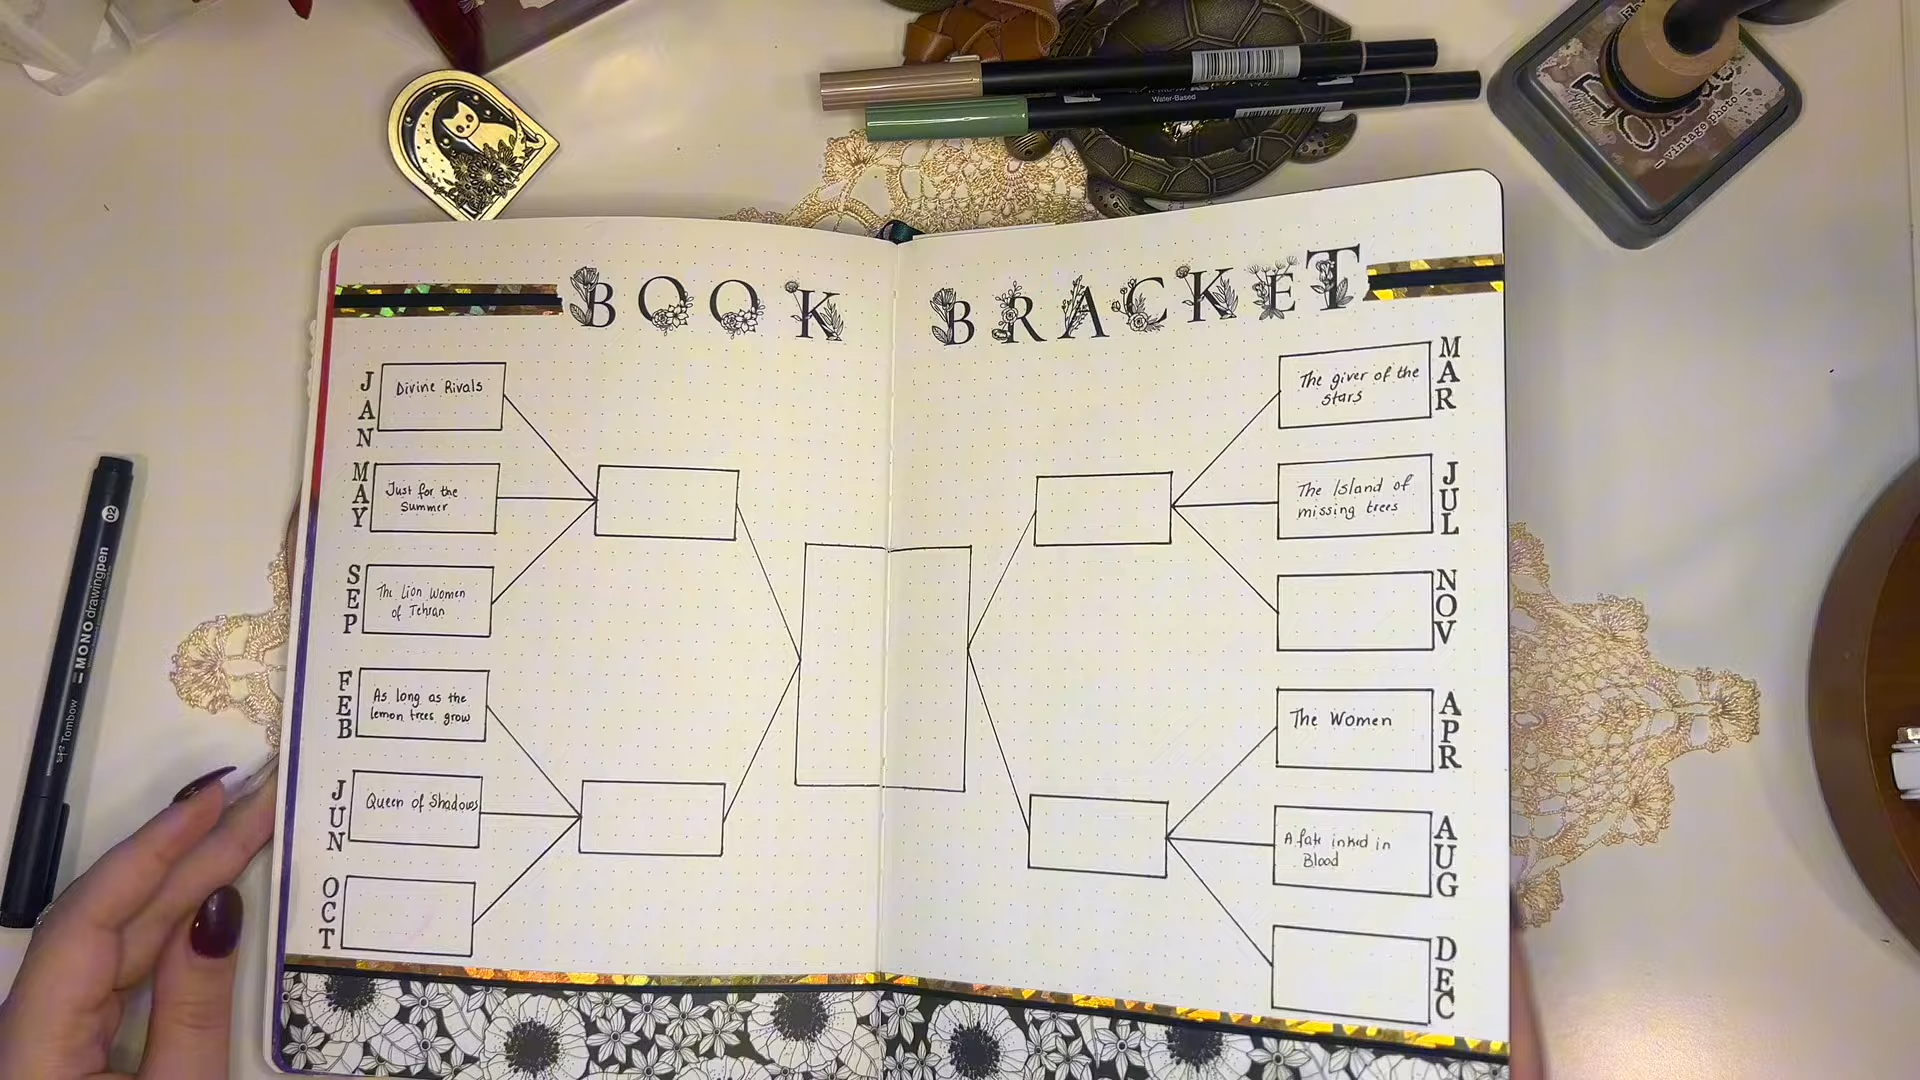 BOOK BRACKET
JAN
Divine Rivals
MAY
Just for the
Summer
SEP
The Lion Women
of Tehran
FEB
As long as the
lemon trees grow
JUN
Queen of Shadows
OCT
MAR
The giver of the
stars
JUL
The Island of
missing trees
NOV
APR
The Women
AUG
A fate inked in
Blood
DEC
Water-Based
vintage photo
02
MONO drawingpen
Tombow